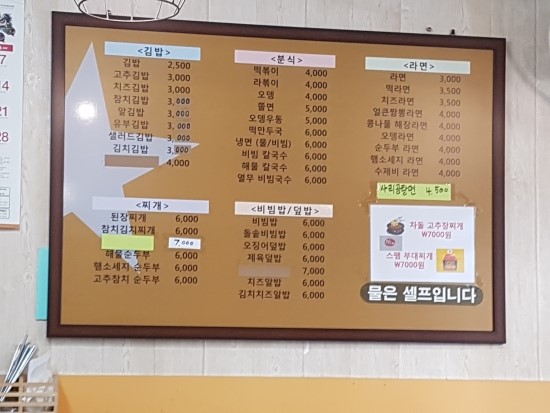 7
14
21
28
<김밥>
김밥 2,500
고추김밥 3,000
치즈김밥 3,000
참치김밥 3,000
알김밥 3,000
유부김밥 3,000
샐러드김밥 3,000
김치김밥 3,000
4,000
<분식>
떡볶이 4,000
라볶이 4,000
오뎅 4,000
쫄면 5,000
오뎅우동 5,000
떡만두국 6,000
냉면 (물/비빔) 6,000
비빔 칼국수 6,000
해물 칼국수 6,000
열무 비빔국수 6,000
<라면>
라면 3,000
떡라면 3,500
치즈라면 3,500
얼큰짬뽕라면 4,000
콩나물 해장라면 4,000
오뎅라면 4,000
순두부 라면 4,000
햄소세지 라면 4,000
수제비 라면 4,000
사리곰탕면 4.500
<찌개>
된장찌개 6,000
참치김치찌개 6,000
7,000
해물순두부 6,000
햄소세지 순두부 6,000
고추참치 순두부 6,000
<비빔밥/덮밥>
비빔밥 6,000
돌솥비빔밥 6,000
오징어덮밥 6,000
제육덮밥 6,000
7,000
치즈알밥 6,000
김치치즈알밥 6,000
차돌 고추장찌개
₩7000원
스팸 부대찌개
₩7000원
물은 셀프입니다